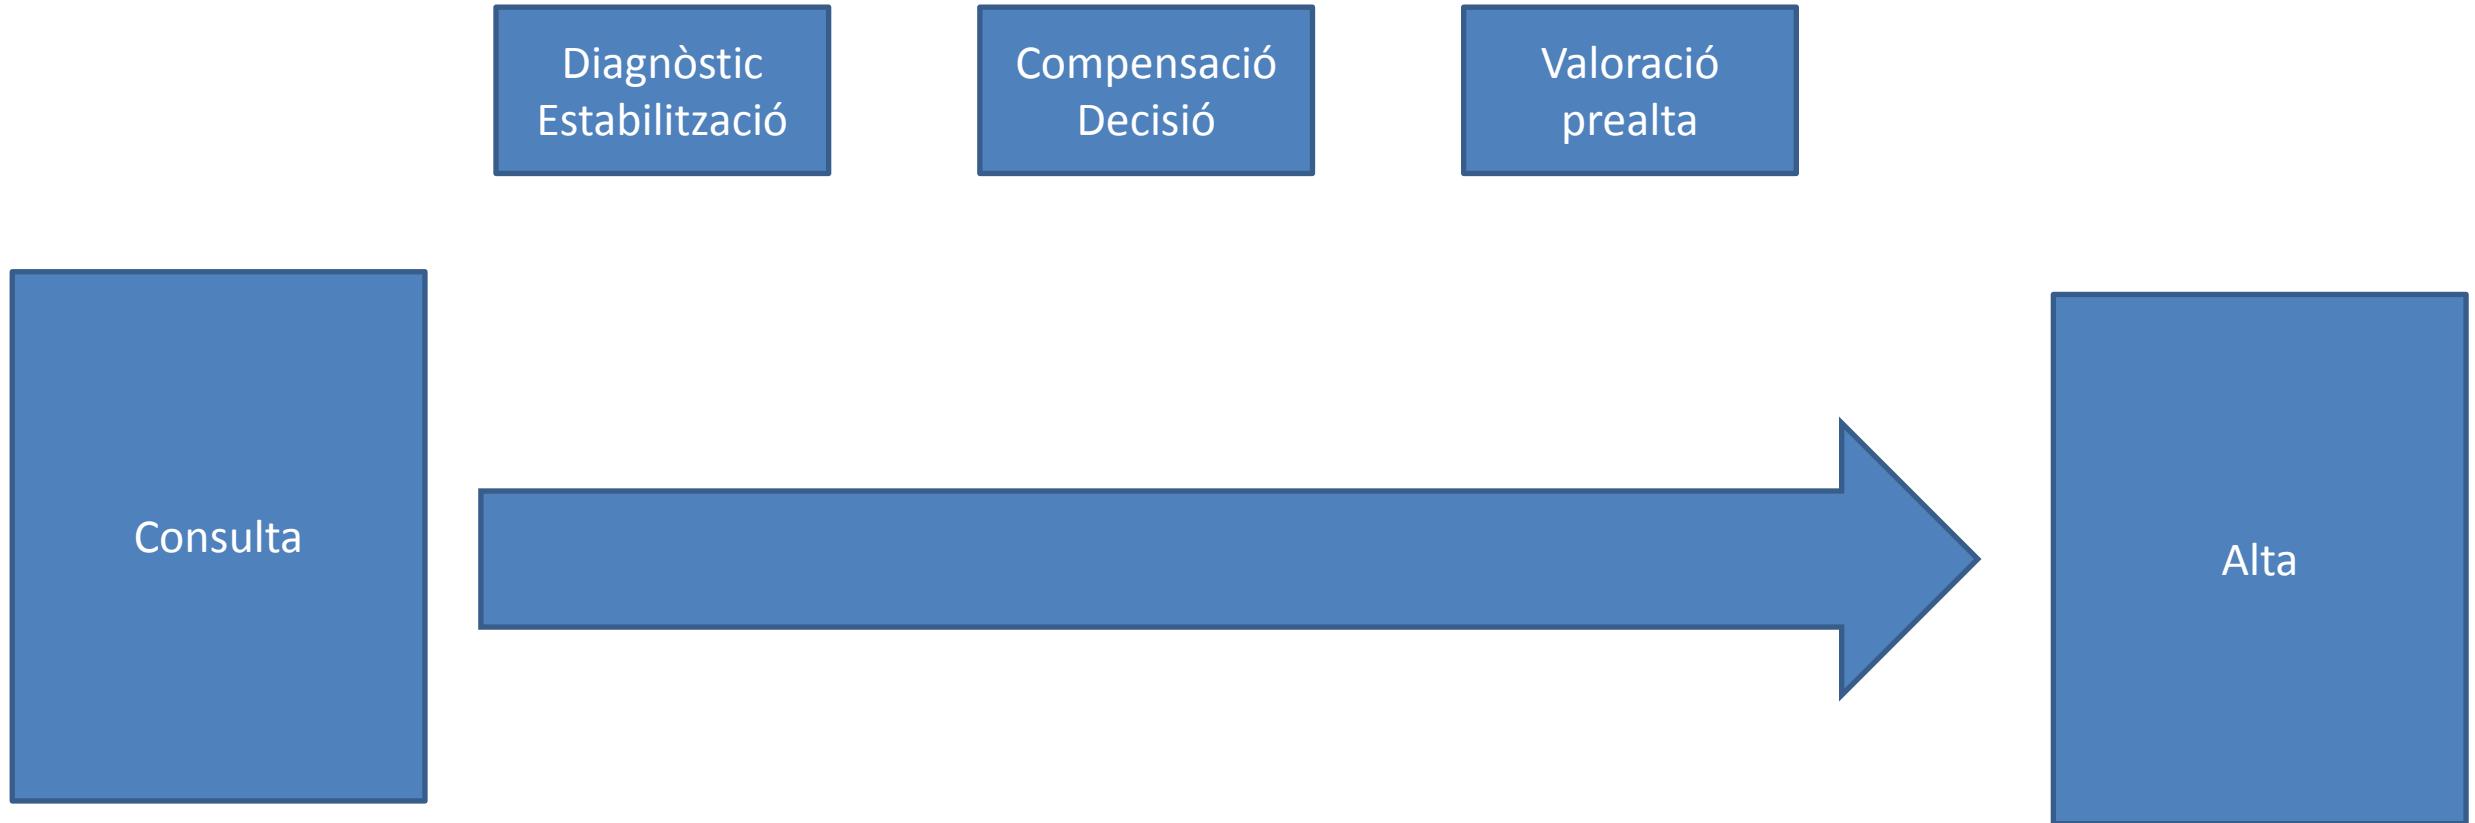 Diagnòstic
Estabilització
Compensació
Decisió
Valoració
prealta
Consulta
Alta